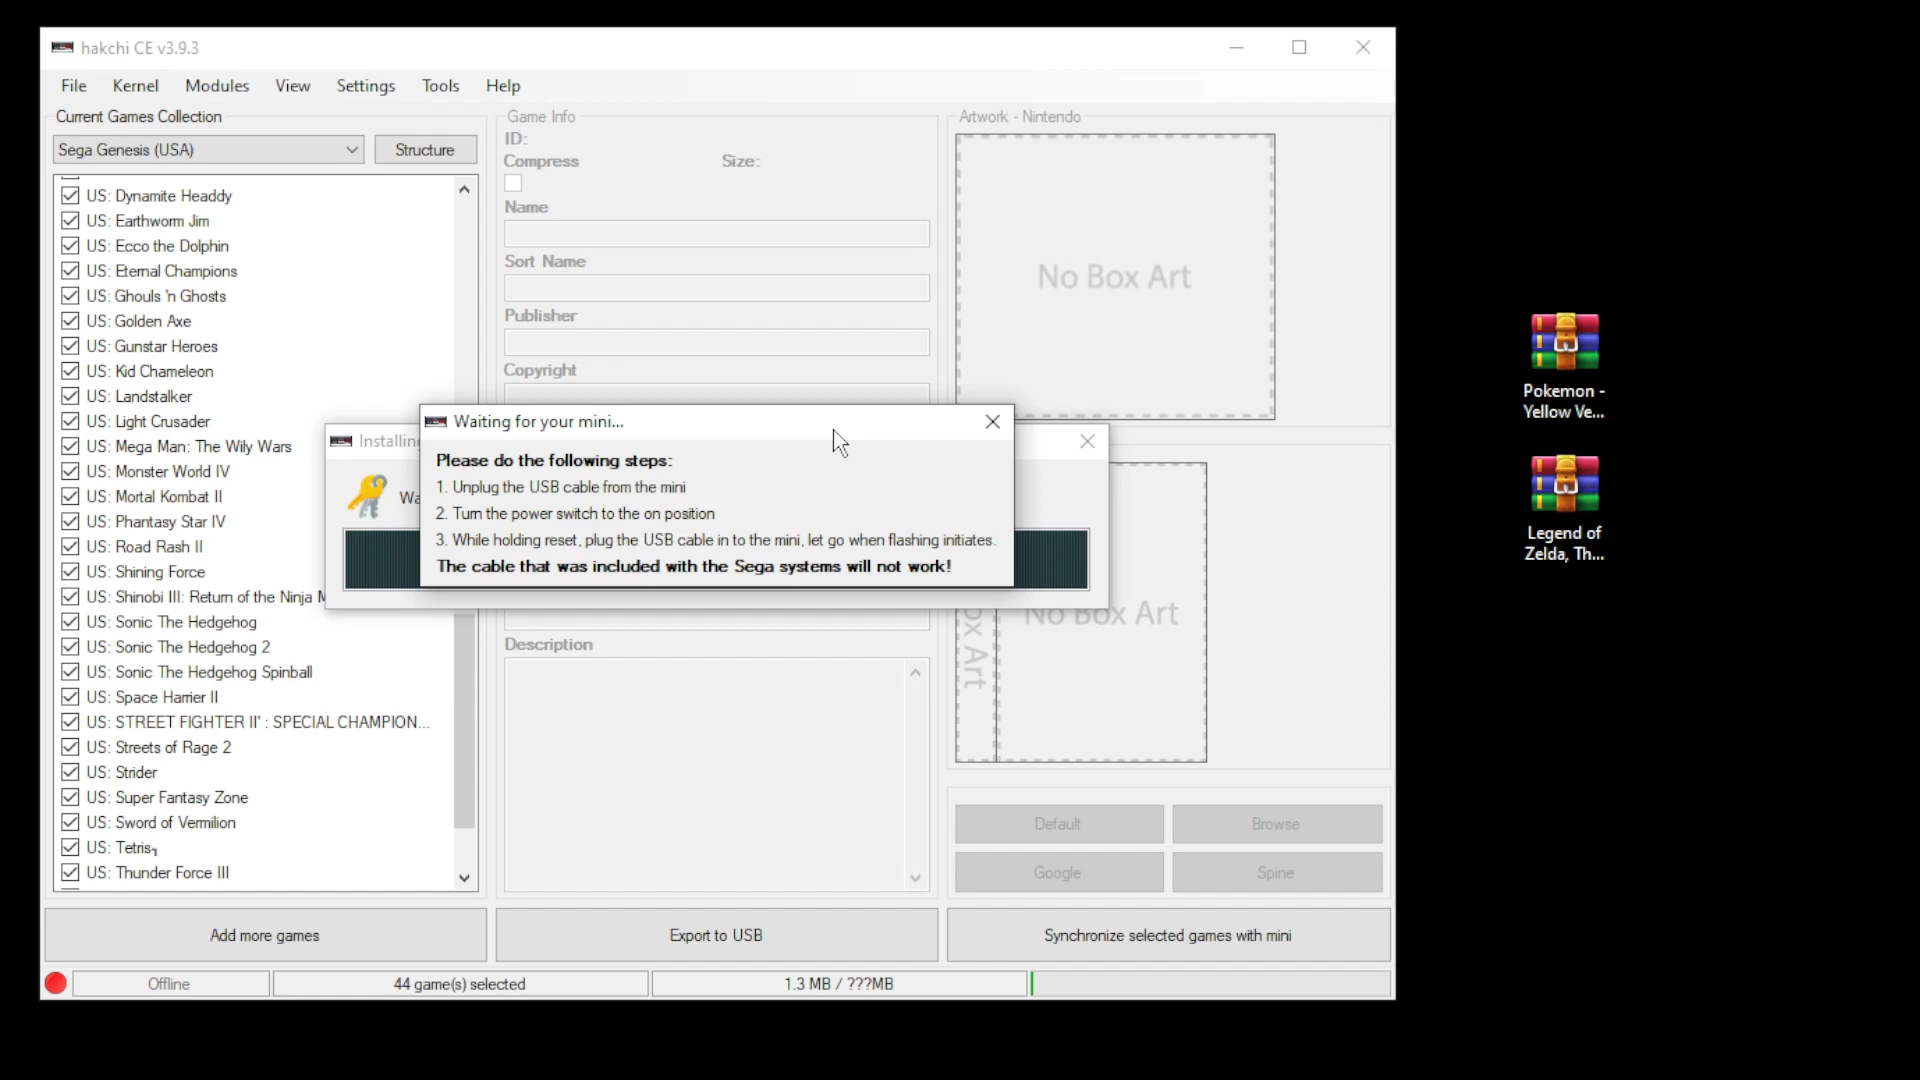 hakchi CE v3.9.3
File Kernel Modules View Settings Tools Help
Current Games Collection
Sega Genesis (USA)
Structure
US: Dynamite Headdy
US: Earthworm Jim
US: Ecco the Dolphin
US: Eternal Champions
US: Ghouls 'n Ghosts
US: Golden Axe
US: Gunstar Heroes
US: Kid Chameleon
US: Landstalker
US: Light Crusader
US: Mega Man: The Wily Wars
US: Monster World IV
US: Mortal Kombat II
US: Phantasy Star IV
US: Road Rash II
US: Shining Force
US: Shinobi III: Return of the Ninja M
US: Sonic The Hedgehog
US: Sonic The Hedgehog 2
US: Sonic The Hedgehog Spinball
US: Space Harrier II
US: STREET FIGHTER II' : SPECIAL CHAMPION...
US: Streets of Rage 2
US: Strider
US: Super Fantasy Zone
US: Sword of Vermilion
US: Tetris
US: Thunder Force III
Add more games
Game Info
ID:
Compress Size:
Name
Sort Name
Publisher
Copyright
Description
Export to USB
Artwork - Nintendo
No Box Art
No Box Art
ox Art
Default Browse
Google Spine
Synchronize selected games with mini
Installing
Wa
Waiting for your mini...
Please do the following steps:
1. Unplug the USB cable from the mini
2. Turn the power switch to the on position
3. While holding reset, plug the USB cable in to the mini, let go when flashing initiates.
The cable that was included with the Sega systems will not work!
Offline
44 game(s) selected
1.3 MB / ???MB
Pokemon -
Yellow Ve...
Legend of
Zelda, Th...